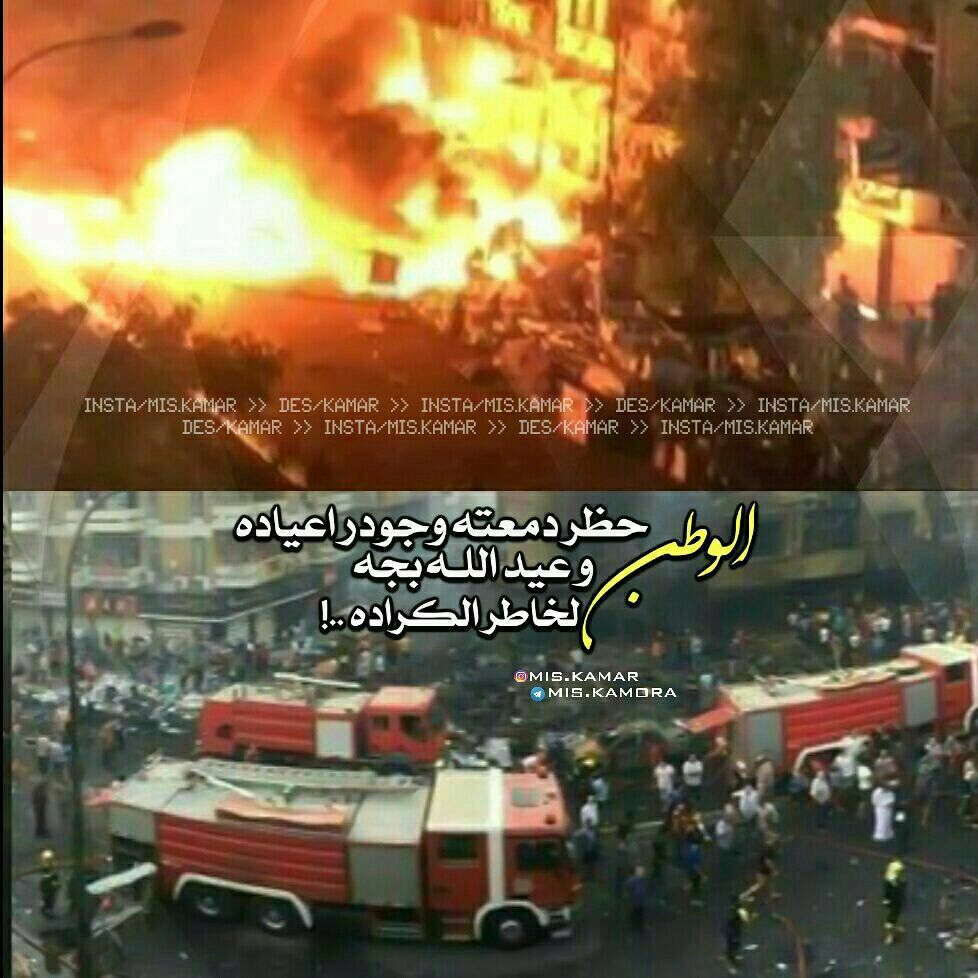 INSTA/MIS.KAMAR >> DES/KAMAR >> INSTA/MIS.KAMAR >> DES/KAMAR >> INSTA/MIS.KAMAR
DES/KAMAR >> INSTA/MIS.KAMAR >> DES/KAMAR >> INSTA/MIS.KAMAR
الوطن حظر دمعته وجودر اعياده
وعيد الله بجه
لخاطر الكراده..!
MIS.KAMAR
MIS.KAMORA